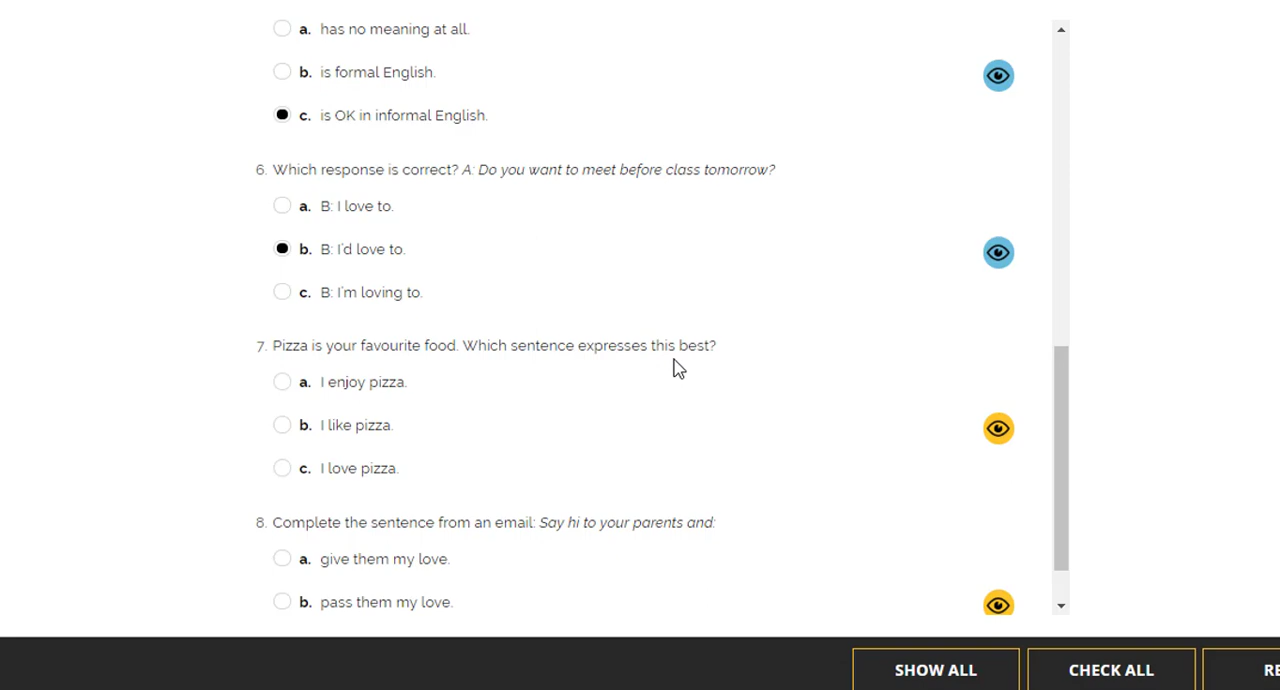 a. has no meaning at all.
b. is formal English.
c. is OK in informal English.
6. Which response is correct? A: Do you want to meet before class tomorrow?
a. B: I love to.
b. B: I'd love to.
c. B: I'm loving to.
7. Pizza is your favourite food. Which sentence expresses this best?
a. I enjoy pizza.
b. I like pizza.
c. I love pizza.
8. Complete the sentence from an email: Say hi to your parents and:
a. give them my love.
b. pass them my love.
SHOW ALL CHECK ALL RE